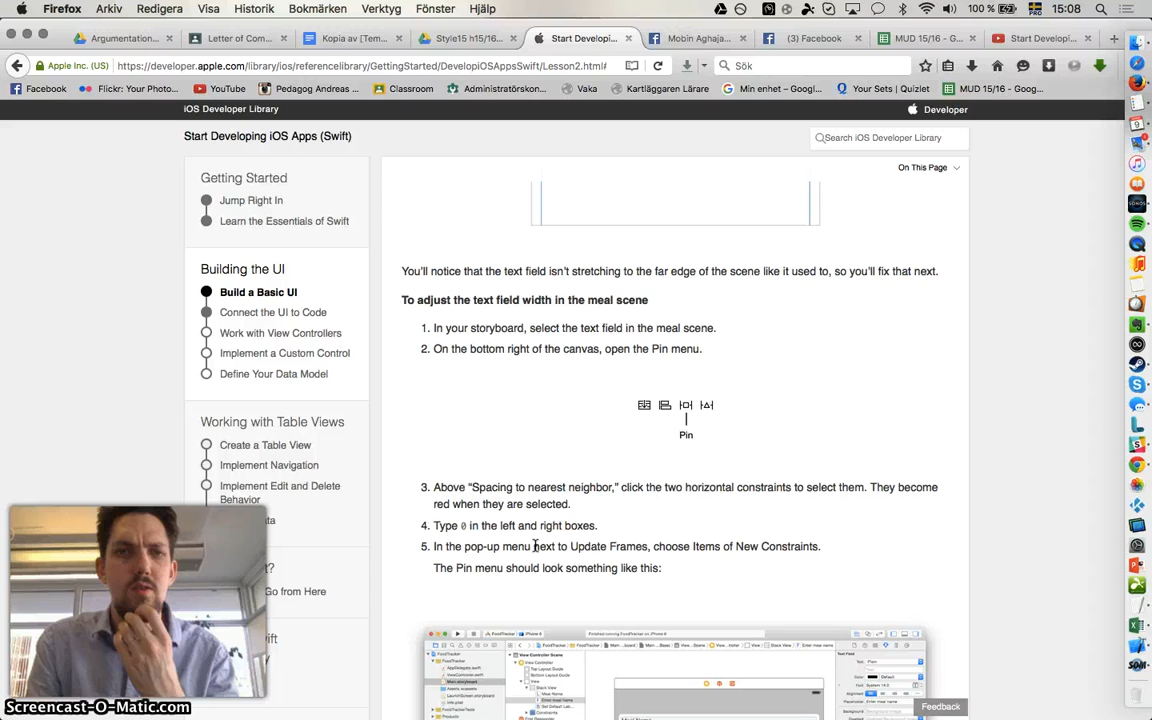 Firefox Arkiv Redigera Visa Historik Bokmärken Verktyg Fönster Hjälp 100 % 15:08
Argumentation... Letter of Com... Kopia av [Tem... Style15 h15/16... Start Developi... Mobin Aghaja... (3) Facebook MUD 15/16 - G... Start Developi...
Apple Inc. (US) https://developer.apple.com/library/ios/referencelibrary/GettingStarted/DevelopiOSAppsSwift/Lesson2.html# Sök
Facebook Flickr: Your Photo... YouTube Pedagog Andreas ... Classroom Administratörskon... Vaka Kartläggaren Lärare Min enhet – Googl... Your Sets | Quizlet MUD 15/16 - Goog...
iOS Developer Library Developer
Start Developing iOS Apps (Swift)
Search iOS Developer Library
On This Page
Getting Started
Jump Right In
Learn the Essentials of Swift
Building the UI
Build a Basic UI
Connect the UI to Code
Work with View Controllers
Implement a Custom Control
Define Your Data Model
Working with Table Views
Create a Table View
Implement Navigation
Implement Edit and Delete
Behavior
You'll notice that the text field isn't stretching to the far edge of the scene like it used to, so you'll fix that next.
To adjust the text field width in the meal scene
1. In your storyboard, select the text field in the meal scene.
2. On the bottom right of the canvas, open the Pin menu.
Pin
3. Above “Spacing to nearest neighbor,” click the two horizontal constraints to select them. They become
red when they are selected.
4. Type 0 in the left and right boxes.
5. In the pop-up menu next to Update Frames, choose Items of New Constraints.
The Pin menu should look something like this:
Feedback
Screencast-O-Matic.com